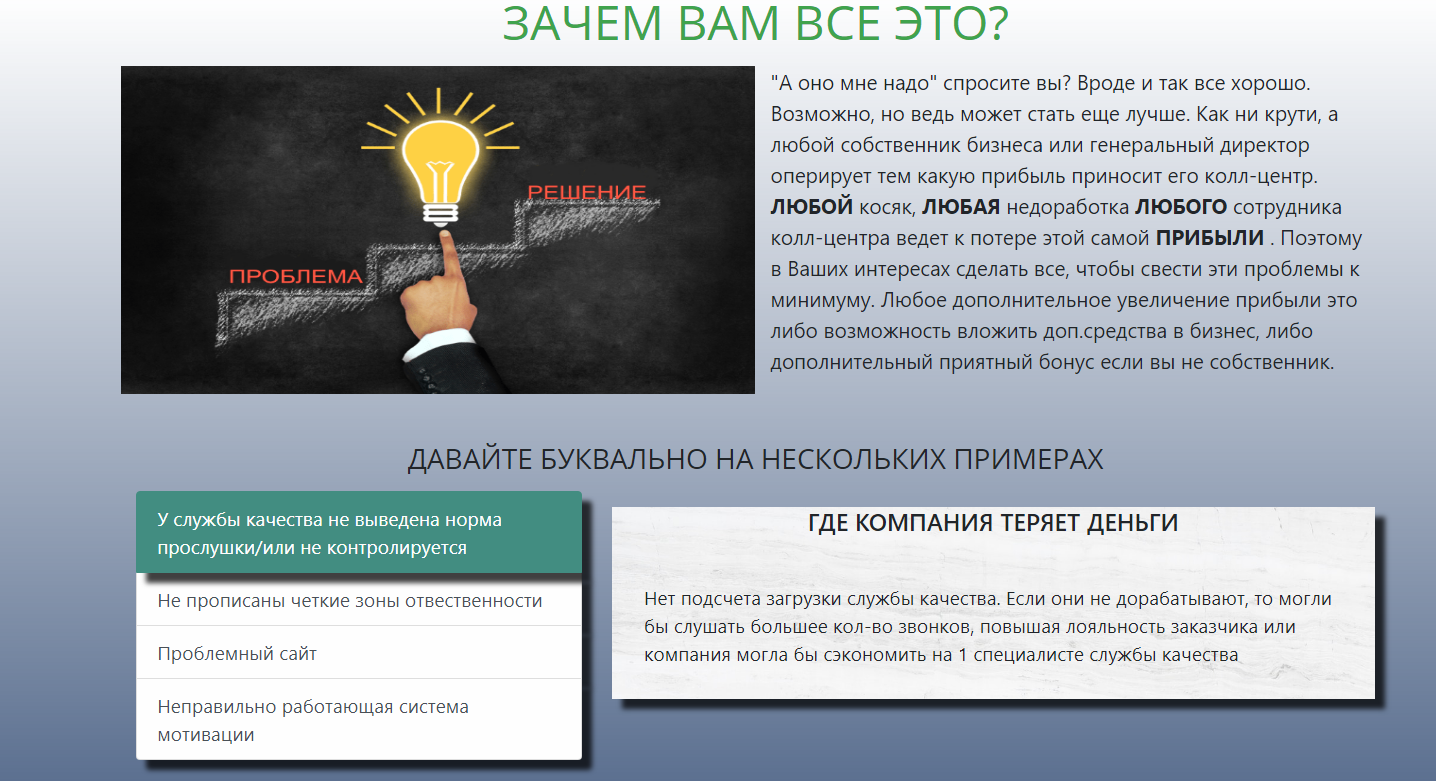 ЗАЧЕМ ВАМ ВСЕ ЭТО?
РЕШЕНИЕ
ПРОБЛЕМА
"А оно мне надо" спросите вы? Вроде и так все хорошо.
Возможно, но ведь может стать еще лучше. Как ни крути, а
любой собственник бизнеса или генеральный директор
оперирует тем какую прибыль приносит его колл-центр.
ЛЮБОЙ косяк, ЛЮБАЯ недоработка ЛЮБОГО сотрудника
колл-центра ведет к потере этой самой ПРИБЫЛИ . Поэтому
в Ваших интересах сделать все, чтобы свести эти проблемы к
минимуму. Любое дополнительное увеличение прибыли это
либо возможность вложить доп.средства в бизнес, либо
дополнительный приятный бонус если вы не собственник.
ДАВАЙТЕ БУКВАЛЬНО НА НЕСКОЛЬКИХ ПРИМЕРАХ
У службы качества не выведена норма
прослушки/или не контролируется
Не прописаны четкие зоны отвественности
Проблемный сайт
Неправильно работающая система
мотивации
ГДЕ КОМПАНИЯ ТЕРЯЕТ ДЕНЬГИ
Нет подсчета загрузки службы качества. Если они не дорабатывают, то могли
бы слушать большее кол-во звонков, повышая лояльность заказчика или
компания могла бы сэкономить на 1 специалисте службы качества